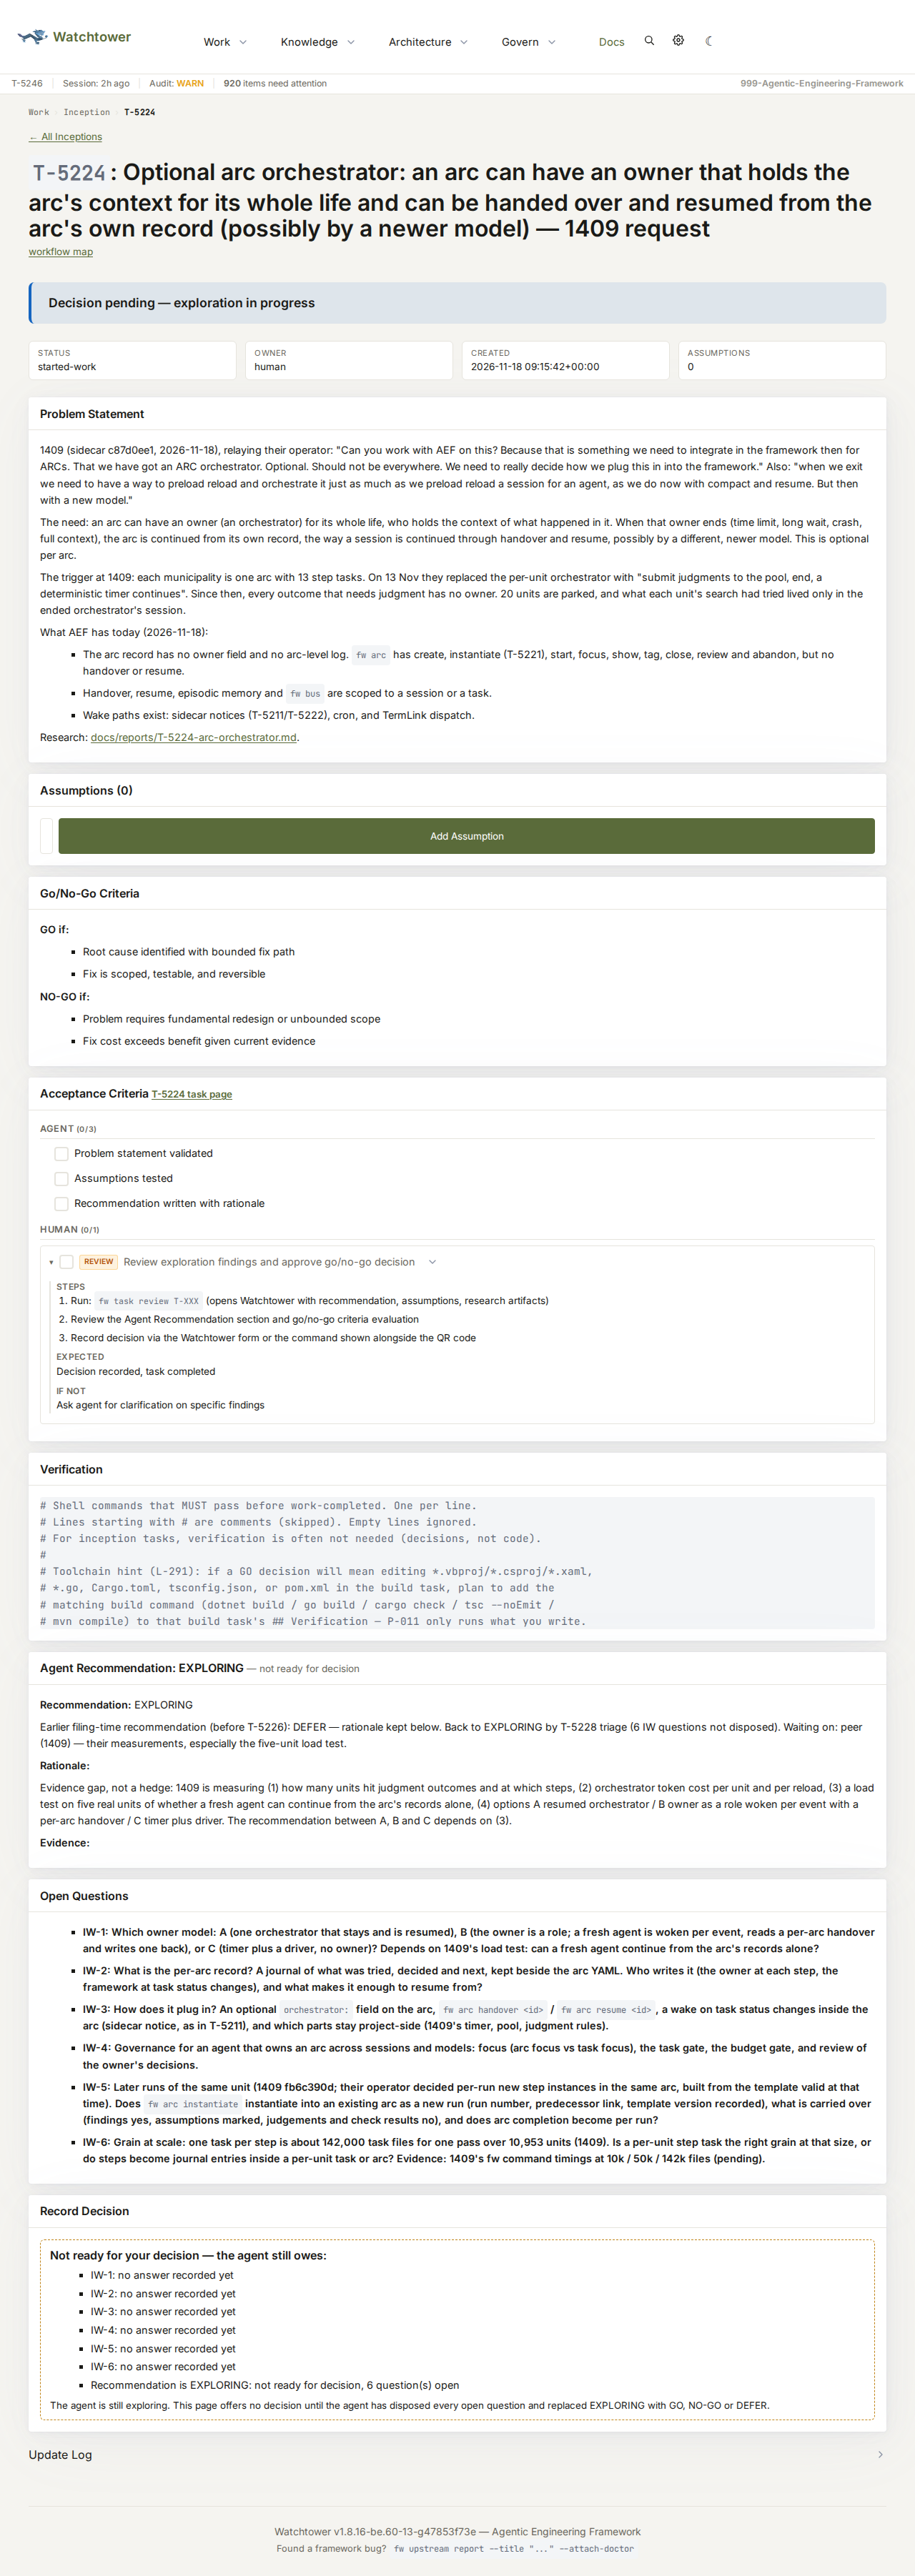 Watchtower
Work Knowledge Architecture Govern Docs
T-5246 Session: 2h ago Audit: WARN 920 items need attention 999-Agentic-Engineering-Framework
Work Inception T-5224
← All Inceptions
T-5224: Optional arc orchestrator: an arc can have an owner that holds the
arc's context for its whole life and can be handed over and resumed from the
arc's own record (possibly by a newer model) — 1409 request
workflow map
Decision pending — exploration in progress
STATUS
started-work
OWNER
human
CREATED
2026-11-18 09:15:42+00:00
ASSUMPTIONS
0
Problem Statement
1409 (sidecar c87d0ee1, 2026-11-18), relaying their operator: "Can you work with AEF on this? Because that is something we need to integrate in the framework then for
ARCs. That we have got an ARC orchestrator. Optional. Should not be everywhere. We need to really decide how we plug this in into the framework." Also: "when we exit
we need to have a way to preload reload and orchestrate it just as much as we preload reload a session for an agent, as we do now with compact and resume. But then
with a new model."
The need: an arc can have an owner (an orchestrator) for its whole life, who holds the context of what happened in it. When that owner ends (time limit, long wait, crash,
full context), the arc is continued from its own record, the way a session is continued through handover and resume, possibly by a different, newer model. This is optional
per arc.
The trigger at 1409: each municipality is one arc with 13 step tasks. On 13 Nov they replaced the per-unit orchestrator with "submit judgments to the pool, end, a
deterministic timer continues". Since then, every outcome that needs judgment has no owner. 20 units are parked, and what each unit's search had tried lived only in the
ended orchestrator's session.
What AEF has today (2026-11-18):
▪ The arc record has no owner field and no arc-level log. fw arc has create, instantiate (T-5221), start, focus, show, tag, close, review and abandon, but no
handover or resume.
▪ Handover, resume, episodic memory and fw bus are scoped to a session or a task.
▪ Wake paths exist: sidecar notices (T-5211/T-5222), cron, and TermLink dispatch.
Research: docs/reports/T-5224-arc-orchestrator.md.
Assumptions (0)
Add Assumption
Go/No-Go Criteria
GO if:
▪ Root cause identified with bounded fix path
▪ Fix is scoped, testable, and reversible
NO-GO if:
▪ Problem requires fundamental redesign or unbounded scope
▪ Fix cost exceeds benefit given current evidence
Acceptance Criteria T-5224 task page
AGENT (0/3)
Problem statement validated
Assumptions tested
Recommendation written with rationale
HUMAN (0/1)
▾ REVIEW Review exploration findings and approve go/no-go decision
STEPS
1. Run: fw task review T-XXX (opens Watchtower with recommendation, assumptions, research artifacts)
2. Review the Agent Recommendation section and go/no-go criteria evaluation
3. Record decision via the Watchtower form or the command shown alongside the QR code
EXPECTED
Decision recorded, task completed
IF NOT
Ask agent for clarification on specific findings
Verification
# Shell commands that MUST pass before work-completed. One per line.
# Lines starting with # are comments (skipped). Empty lines ignored.
# For inception tasks, verification is often not needed (decisions, not code).
#
# Toolchain hint (L-291): if a GO decision will mean editing *.vbproj/*.csproj/*.xaml,
# *.go, Cargo.toml, tsconfig.json, or pom.xml in the build task, plan to add the
# matching build command (dotnet build / go build / cargo check / tsc --noEmit /
# mvn compile) to that build task's ## Verification — P-011 only runs what you write.
Agent Recommendation: EXPLORING — not ready for decision
Recommendation: EXPLORING
Earlier filing-time recommendation (before T-5226): DEFER — rationale kept below. Back to EXPLORING by T-5228 triage (6 IW questions not disposed). Waiting on: peer
(1409) — their measurements, especially the five-unit load test.
Rationale:
Evidence gap, not a hedge: 1409 is measuring (1) how many units hit judgment outcomes and at which steps, (2) orchestrator token cost per unit and per reload, (3) a load
test on five real units of whether a fresh agent can continue from the arc's records alone, (4) options A resumed orchestrator / B owner as a role woken per event with a
per-arc handover / C timer plus driver. The recommendation between A, B and C depends on (3).
Evidence:
Open Questions
▪ IW-1: Which owner model: A (one orchestrator that stays and is resumed), B (the owner is a role; a fresh agent is woken per event, reads a per-arc handover
and writes one back), or C (timer plus a driver, no owner)? Depends on 1409's load test: can a fresh agent continue from the arc's records alone?
▪ IW-2: What is the per-arc record? A journal of what was tried, decided and next, kept beside the arc YAML. Who writes it (the owner at each step, the
framework at task status changes), and what makes it enough to resume from?
▪ IW-3: How does it plug in? An optional orchestrator: field on the arc, fw arc handover <id> / fw arc resume <id>, a wake on task status changes inside the
arc (sidecar notice, as in T-5211), and which parts stay project-side (1409's timer, pool, judgment rules).
▪ IW-4: Governance for an agent that owns an arc across sessions and models: focus (arc focus vs task focus), the task gate, the budget gate, and review of
the owner's decisions.
▪ IW-5: Later runs of the same unit (1409 fb6c390d; their operator decided per-run new step instances in the same arc, built from the template valid at that
time). Does fw arc instantiate instantiate into an existing arc as a new run (run number, predecessor link, template version recorded), what is carried over
(findings yes, assumptions marked, judgements and check results no), and does arc completion become per run?
▪ IW-6: Grain at scale: one task per step is about 142,000 task files for one pass over 10,953 units (1409). Is a per-unit step task the right grain at that size, or
do steps become journal entries inside a per-unit task or arc? Evidence: 1409's fw command timings at 10k / 50k / 142k files (pending).
Record Decision
Not ready for your decision — the agent still owes:
▪ IW-1: no answer recorded yet
▪ IW-2: no answer recorded yet
▪ IW-3: no answer recorded yet
▪ IW-4: no answer recorded yet
▪ IW-5: no answer recorded yet
▪ IW-6: no answer recorded yet
▪ Recommendation is EXPLORING: not ready for decision, 6 question(s) open
The agent is still exploring. This page offers no decision until the agent has disposed every open question and replaced EXPLORING with GO, NO-GO or DEFER.
Update Log
Watchtower v1.8.16-be.60-13-g47853f73e — Agentic Engineering Framework
Found a framework bug? fw upstream report --title "..." --attach-doctor